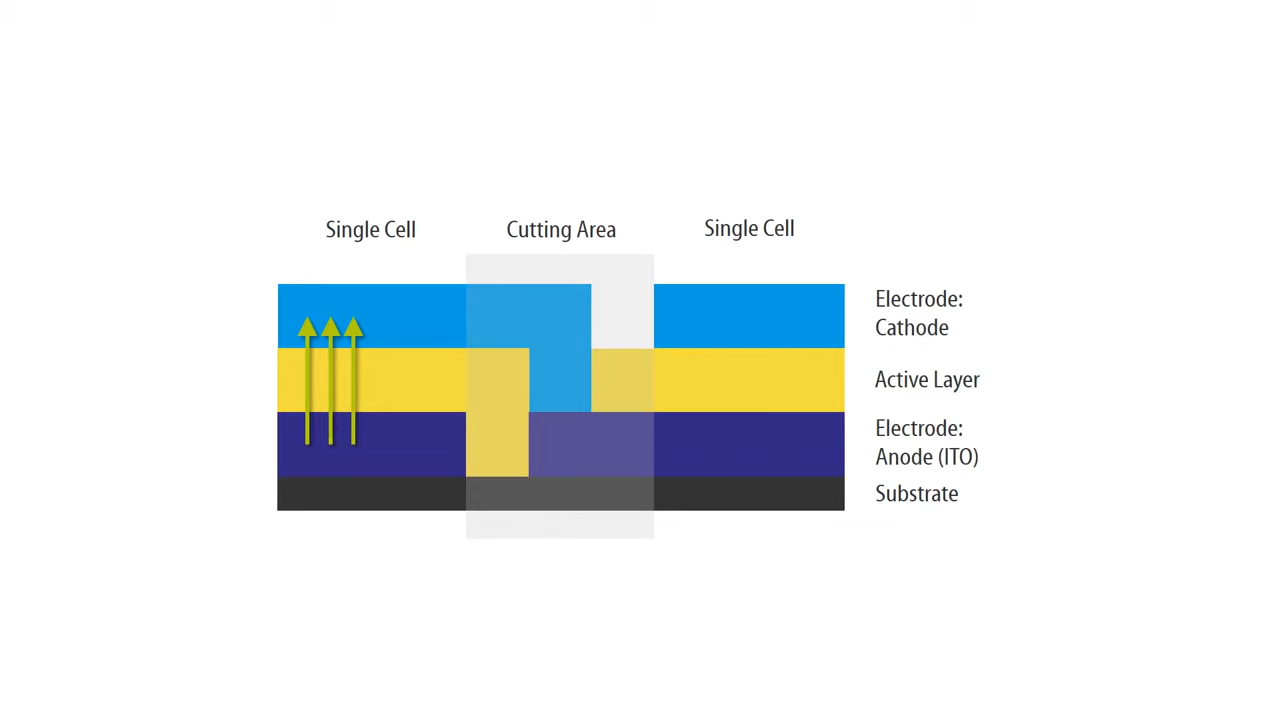 Single Cell
Cutting Area
Single Cell
Electrode:
Cathode
Active Layer
Electrode:
Anode (ITO)
Substrate